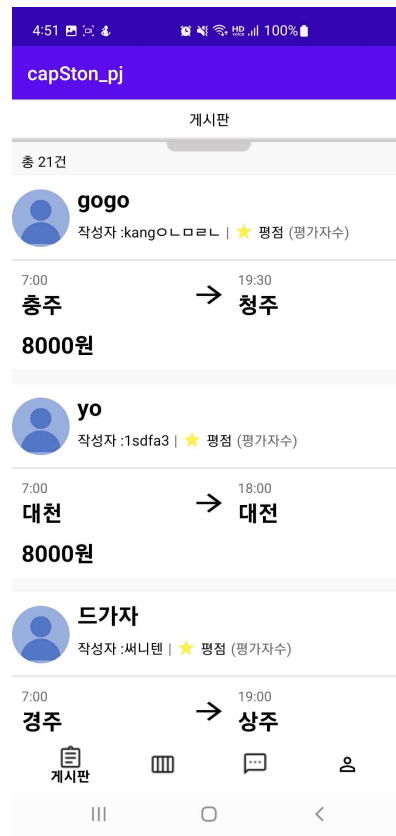 4:51 HD VOICE 100%
capSton_pj
게시판
총 21건
gogo
작성자 :kangㅇㄴㅁㄹㄴ | ★ 평점 (평가자수)
7:00 19:30
충주 → 청주
8000원
yo
작성자 :1sdfa3 | ★ 평점 (평가자수)
7:00 18:00
대천 → 대전
8000원
드가자
작성자 :써니텐 | ★ 평점 (평가자수)
7:00 19:00
경주 → 상주
게시판